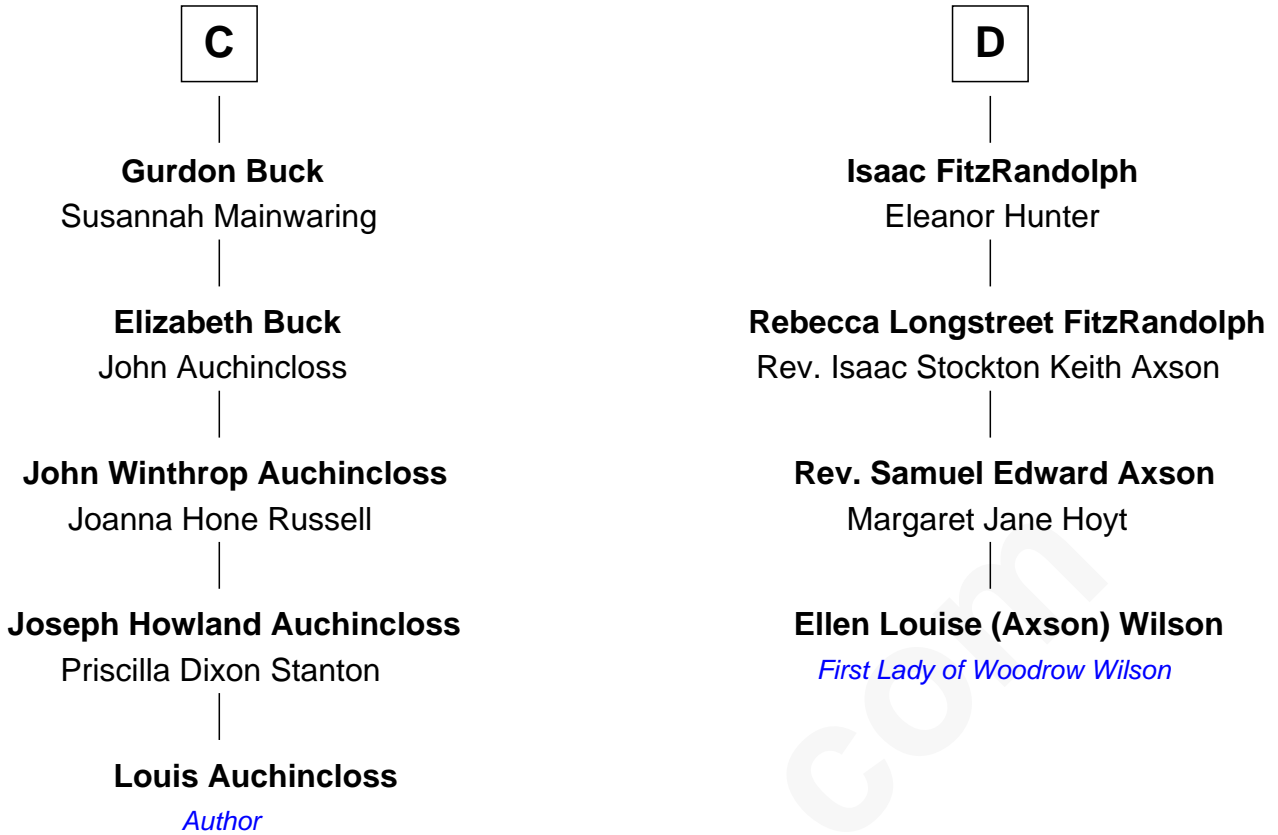 C
Gurdon Buck
Susannah Mainwaring
Elizabeth Buck
John Auchincloss
John Winthrop Auchincloss
Joanna Hone Russell
Joseph Howland Auchincloss
Priscilla Dixon Stanton
Louis Auchincloss
Author
D
Isaac FitzRandolph
Eleanor Hunter
Rebecca Longstreet FitzRandolph
Rev. Isaac Stockton Keith Axson
Rev. Samuel Edward Axson
Margaret Jane Hoyt
Ellen Louise (Axson) Wilson
First Lady of Woodrow Wilson
com